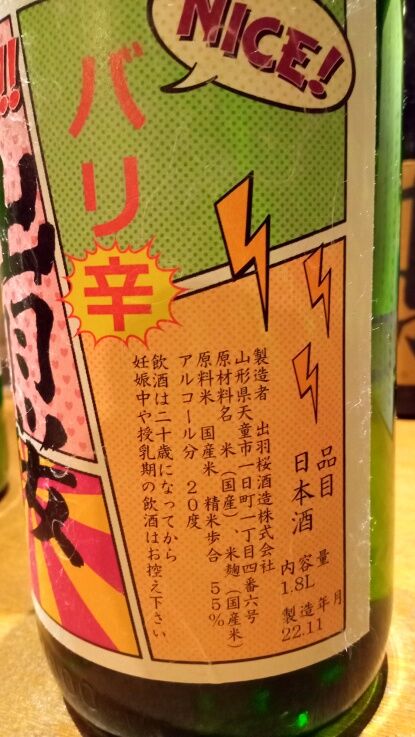 NICE!
!!
バリ辛
品目 日本酒
内容量 製造年月
1.8L 22.11
製造者 出羽桜酒造株式会社
山形県天童市一日町一丁目四番六号
原材料名 米(国産)、米麹(国産米)
原料米 国産米 精米歩合 55%
アルコール分 20度
飲酒は二十歳になってから
妊娠中や授乳期の飲酒はお控え下さい